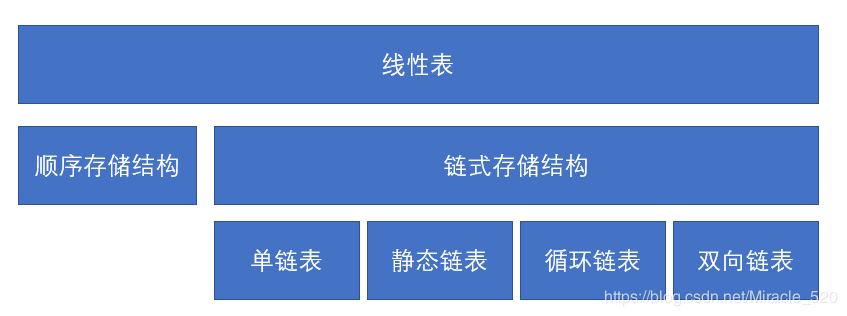 线性表
顺序存储结构
链式存储结构
单链表
静态链表
循环链表
双向链表
https://blog.csdn.net/Miracle_520